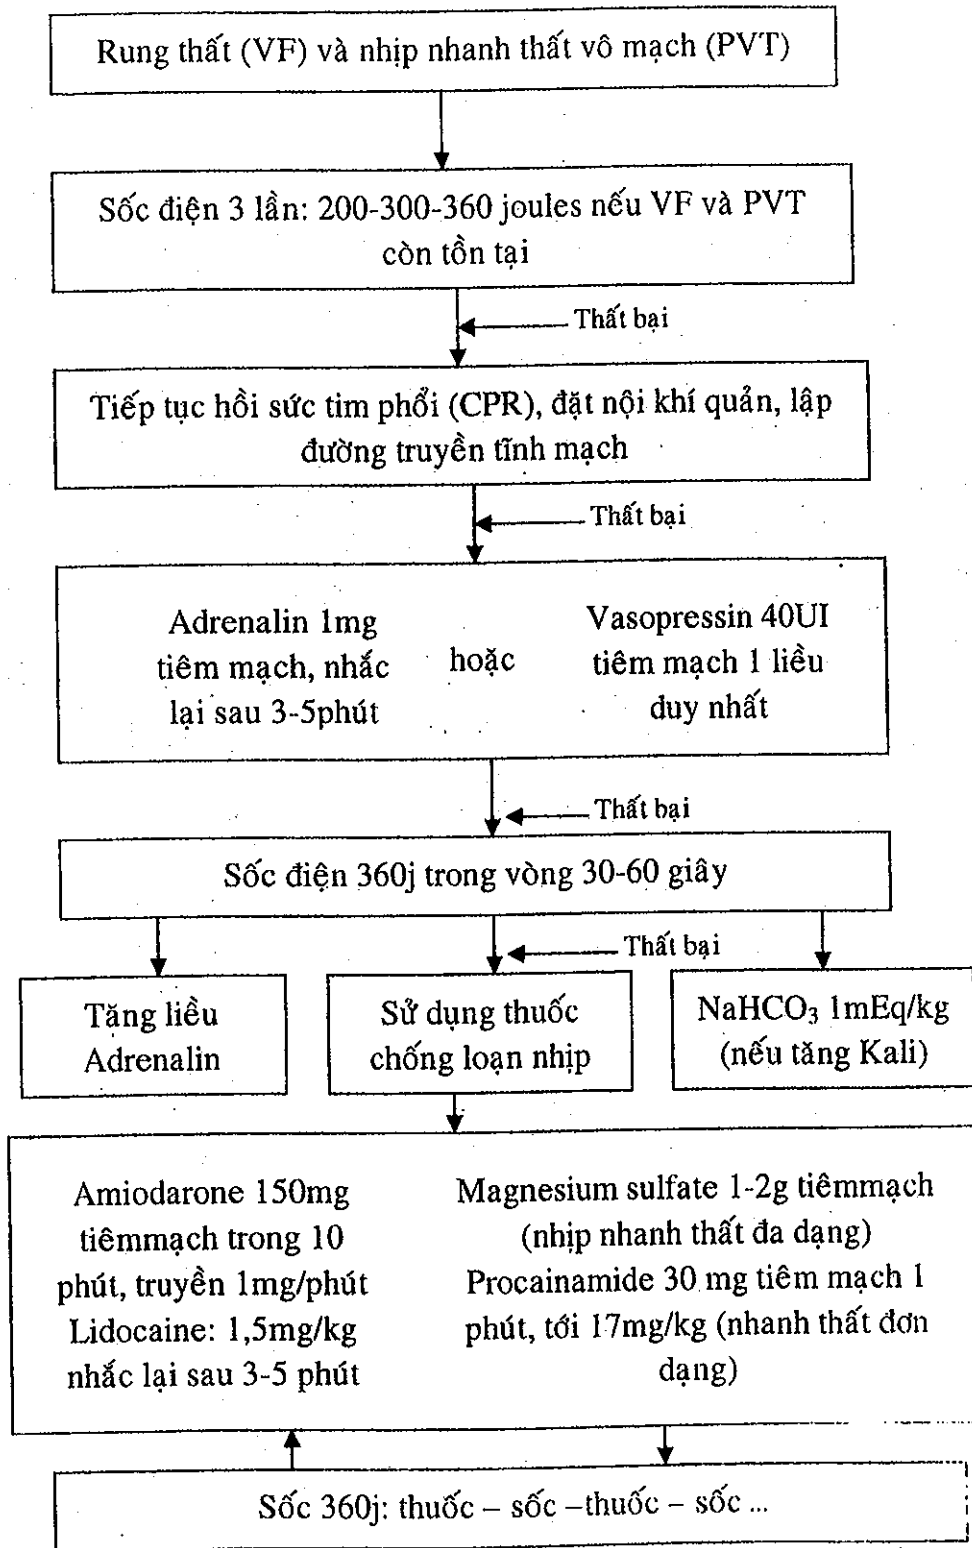 Rung thất (VF) và nhịp nhanh thất vô mạch (PVT)
Sốc điện 3 lần: 200-300-360 joules nếu VF và PVT
còn tồn tại
Thất bại
Tiếp tục hồi sức tim phổi (CPR), đặt nội khí quản, lập
đường truyền tĩnh mạch
Thất bại
Adrenalin 1mg
tiêm mạch, nhắc
lại sau 3-5phút
hoặc
Vasopressin 40UI
tiêm mạch 1 liều
duy nhất
Thất bại
Sốc điện 360j trong vòng 30-60 giây
Thất bại
Tăng liều
Adrenalin
Sử dụng thuốc
chống loạn nhịp
NaHCO₃ 1mEq/kg
(nếu tăng Kali)
Amiodarone 150mg
tiêmmạch trong 10
phút, truyền 1mg/phút
Lidocaine: 1,5mg/kg
nhắc lại sau 3-5 phút
Magnesium sulfate 1-2g tiêmmạch
(nhịp nhanh thất đa dạng)
Procainamide 30 mg tiêm mạch 1
phút, tới 17mg/kg (nhanh thất đơn
dạng)
Sốc 360j: thuốc – sốc –thuốc – sốc ...